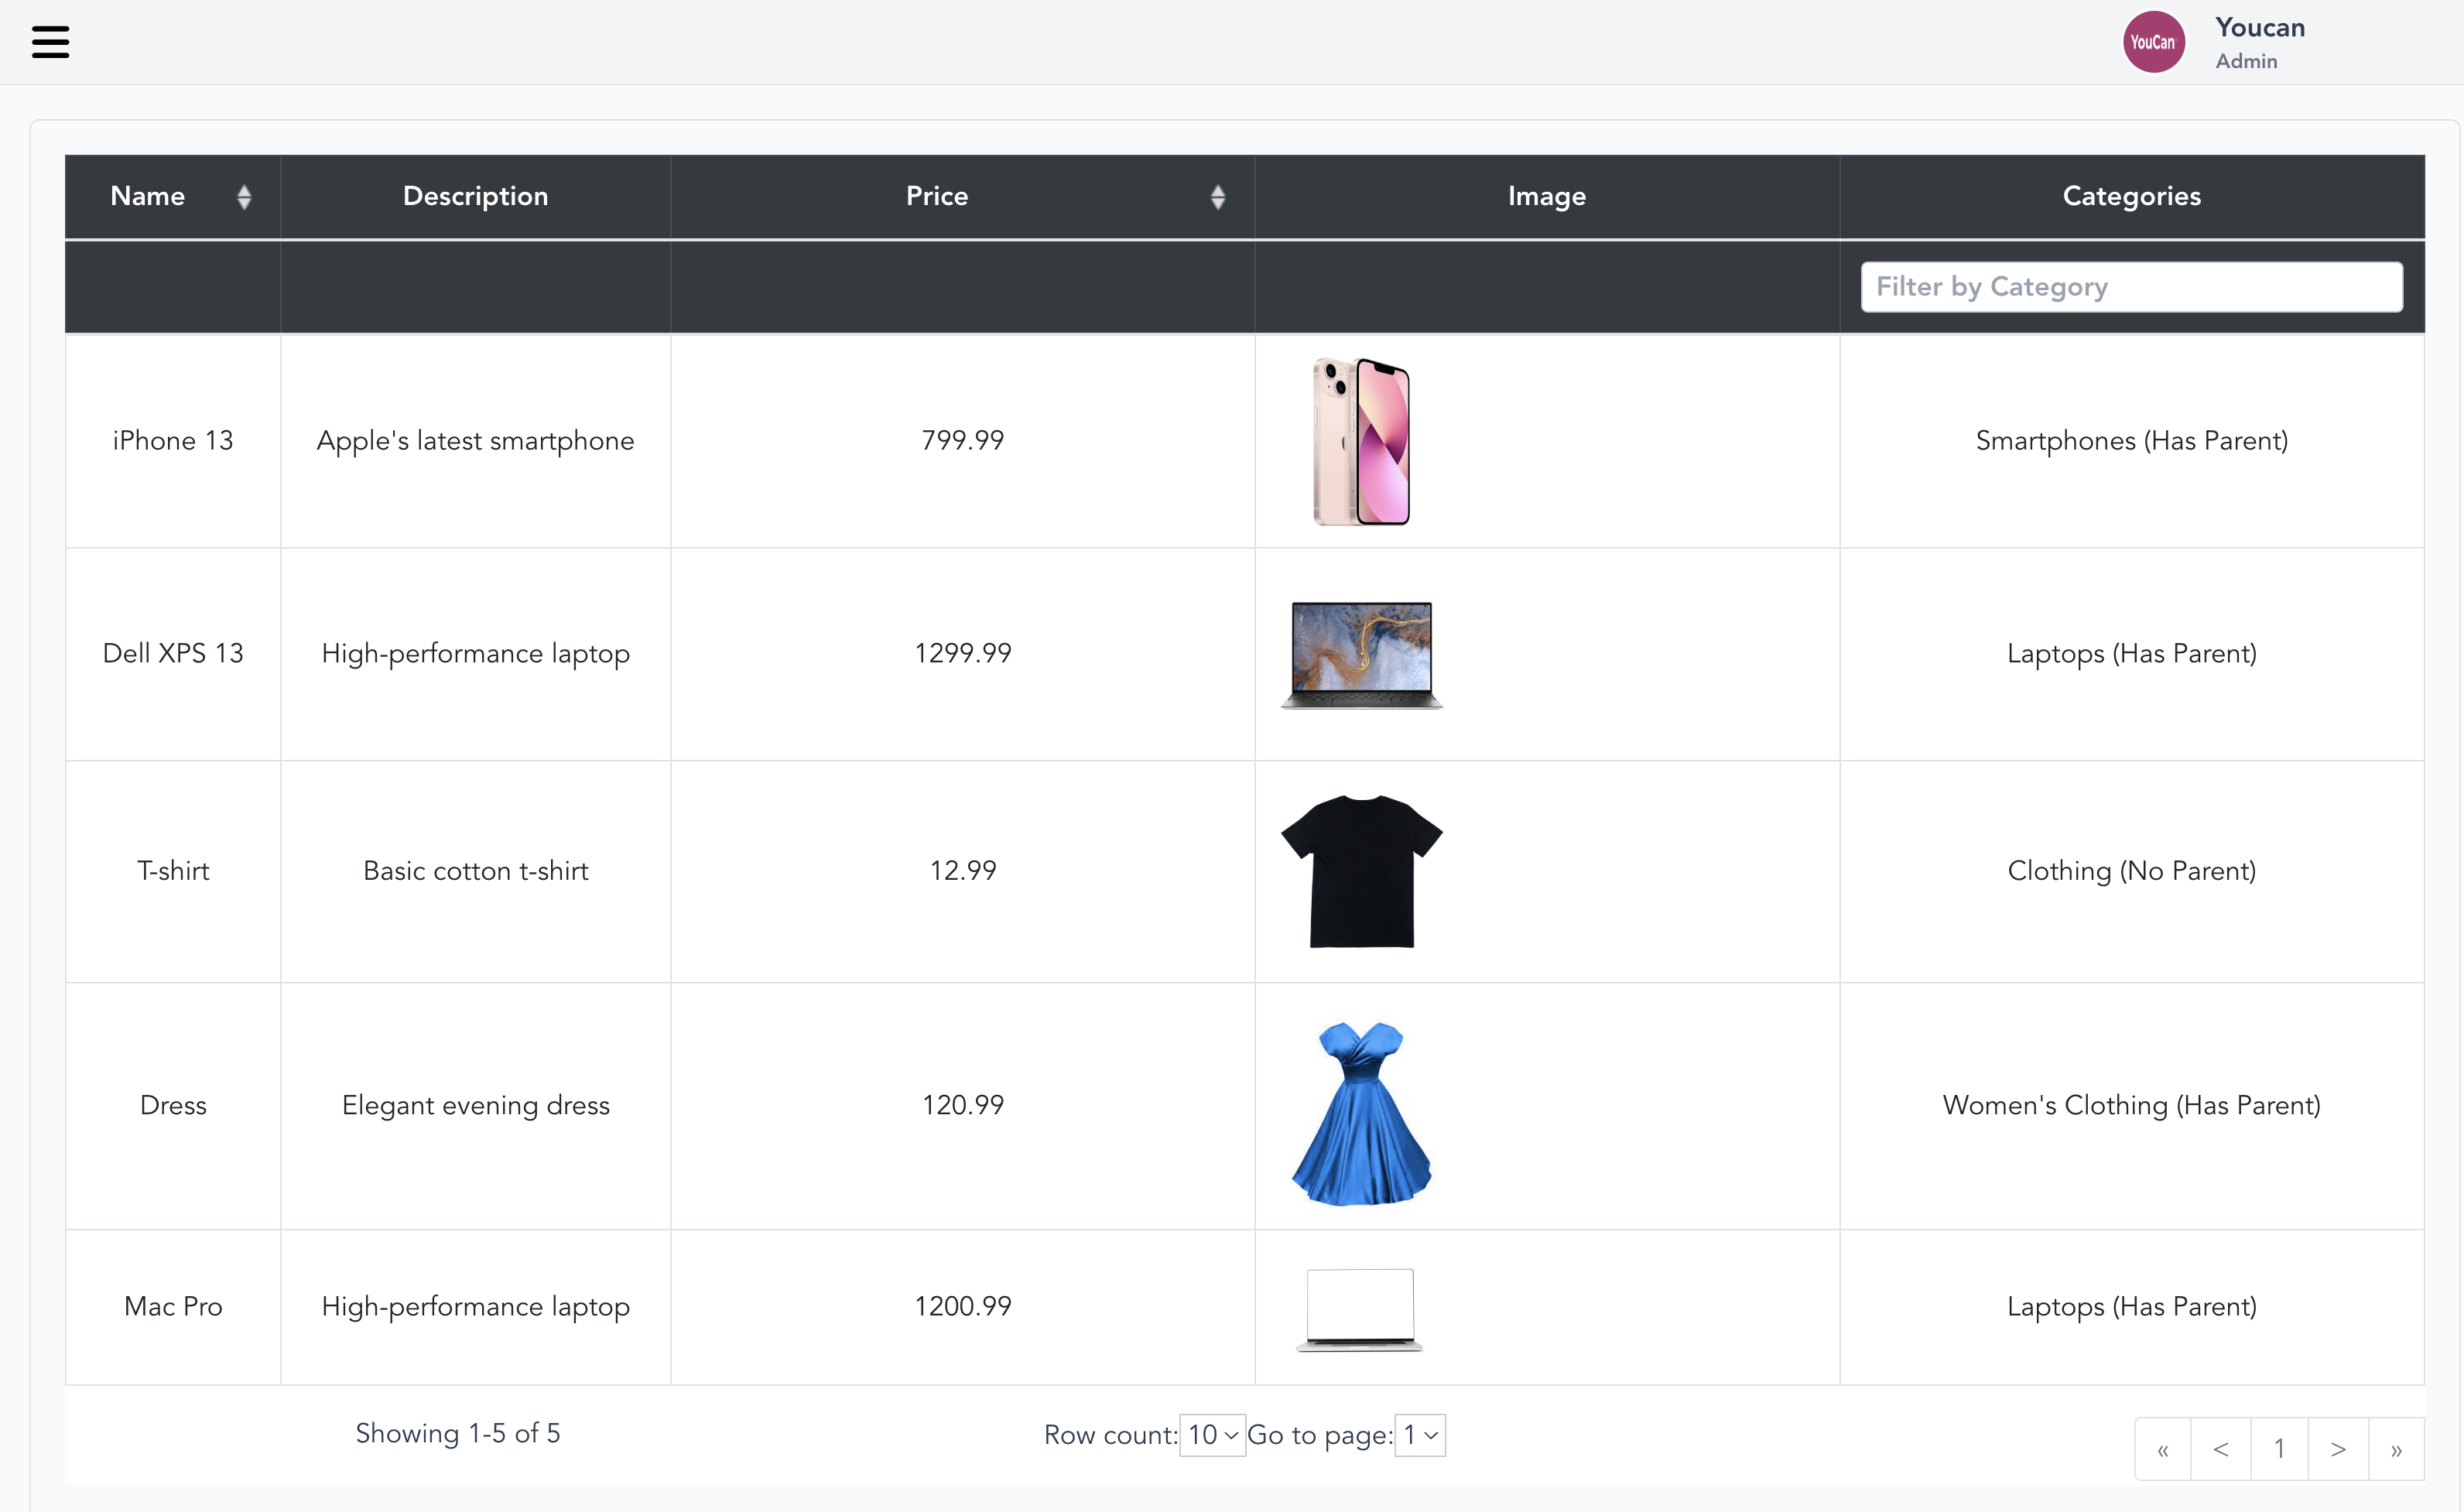 YouCan
Youcan
Admin
Name Description Price Image Categories
Filter by Category
iPhone 13 Apple's latest smartphone 799.99 Smartphones (Has Parent)
Dell XPS 13 High-performance laptop 1299.99 Laptops (Has Parent)
T-shirt Basic cotton t-shirt 12.99 Clothing (No Parent)
Dress Elegant evening dress 120.99 Women's Clothing (Has Parent)
Mac Pro High-performance laptop 1200.99 Laptops (Has Parent)
Showing 1-5 of 5 Row count: 10 Go to page: 1 « < 1 > »